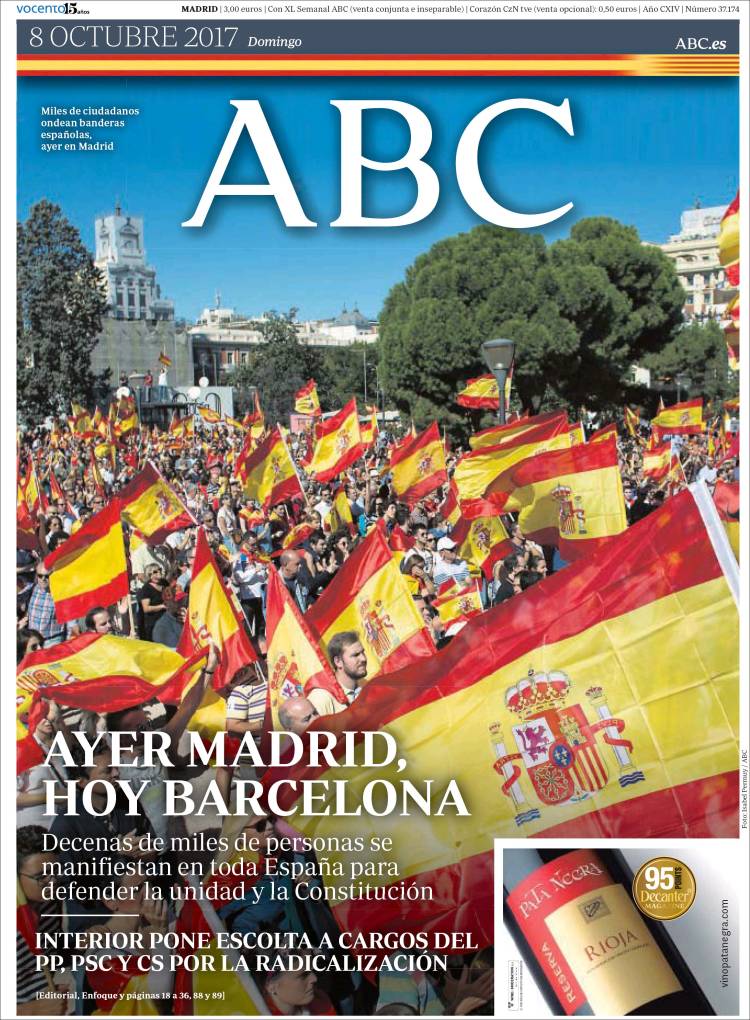 vocento15años
MADRID | 3,00 euros | Con XL Semanal ABC (venta conjunta e inseparable) | Corazón CzN tve (venta opcional): 0,50 euros | Año CXIV | Número 37.174
8 OCTUBRE 2017 Domingo
ABC.es
Miles de ciudadanos
ondean banderas
españolas,
ayer en Madrid
ABC
AYER MADRID,
HOY BARCELONA
Decenas de miles de personas se
manifiestan en toda España para
defender la unidad y la Constitución
INTERIOR PONE ESCOLTA A CARGOS DEL
PP, PSC Y CS POR LA RADICALIZACIÓN
[Editorial, Enfoque y páginas 18 a 36, 88 y 89]
Foto: Isabel Permuy / ABC
PATA NEGRA
RESERVA
RIOJA
95 POINTS
Decanter
MAGAZINE
vinopatanegra.com